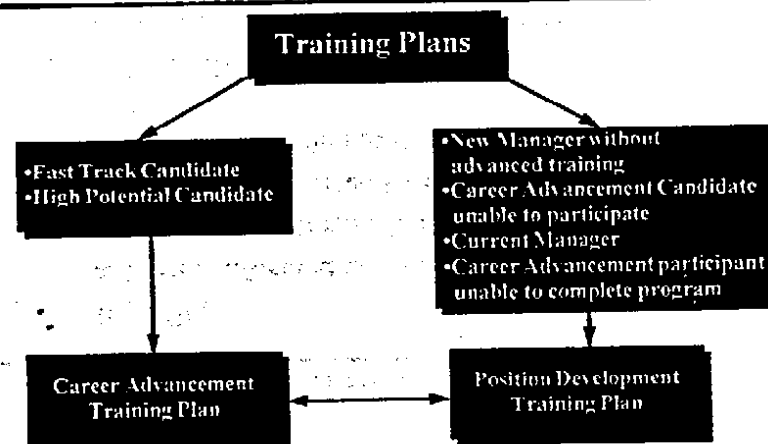 Training Plans
•Fast Track Candidate
•High Potential Candidate
•New Manager without
advanced training
•Career Advancement Candidate
unable to participate
•Current Manager
•Career Advancement participant
unable to complete program
Career Advancement
Training Plan
Position Development
Training Plan